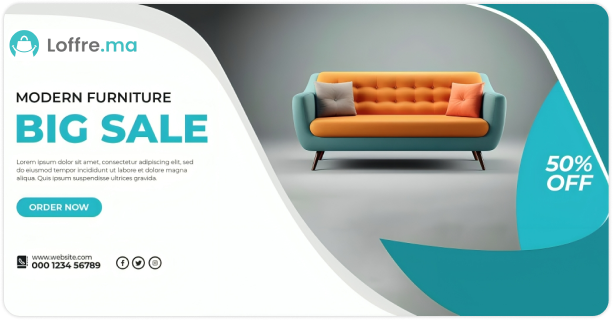 Loffre.ma
MODERN FURNITURE
BIG SALE
Lorem ipsum dolor sit amet, consectetur adipiscing elit, sed
do eiusmod tempor incididunt ut labore et dolore magna
aliqua. Quis ipsum suspendisse ultrices gravida.
ORDER NOW
www.website.com
000 1234 56789
50%
OFF